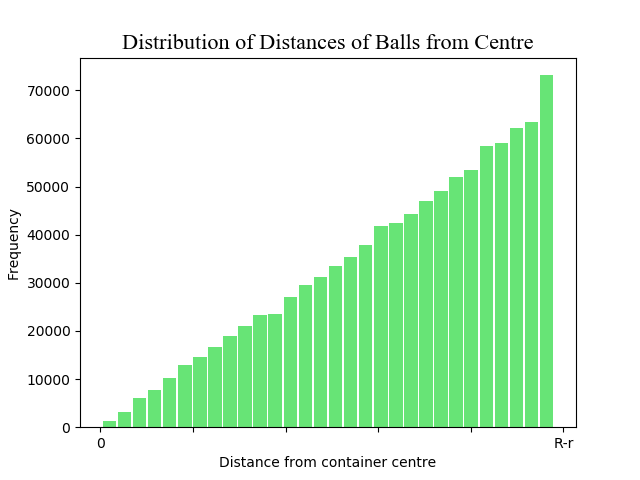 Distribution of Distances of Balls from Centre
70000
60000
50000
40000
30000
20000
10000
0
Frequency
0
R-r
Distance from container centre